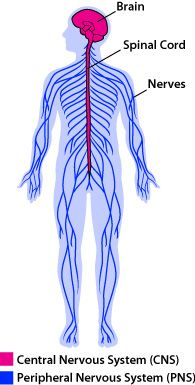 Brain
Spinal Cord
Nerves
Central Nervous System (CNS)
Peripheral Nervous System (PNS)